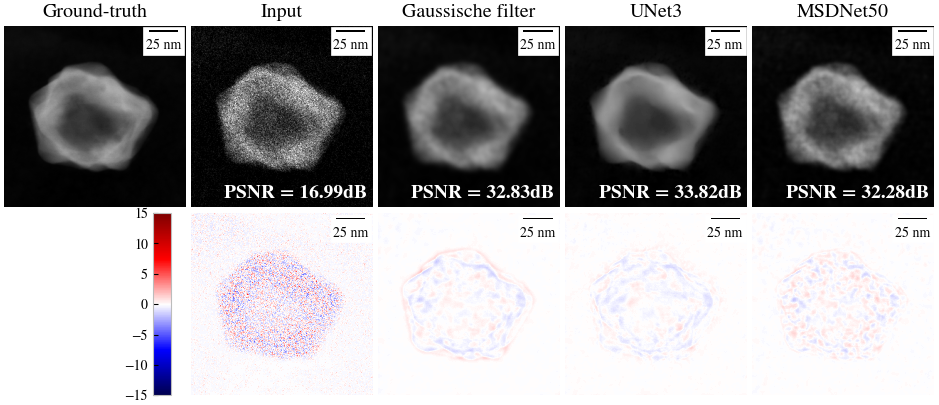 Ground-truth
Input
Gaussische filter
UNet3
MSDNet50
25 nm
25 nm
25 nm
25 nm
25 nm
PSNR = 16.99dB
PSNR = 32.83dB
PSNR = 33.82dB
PSNR = 32.28dB
15
10
5
0
−5
−10
−15
25 nm
25 nm
25 nm
25 nm